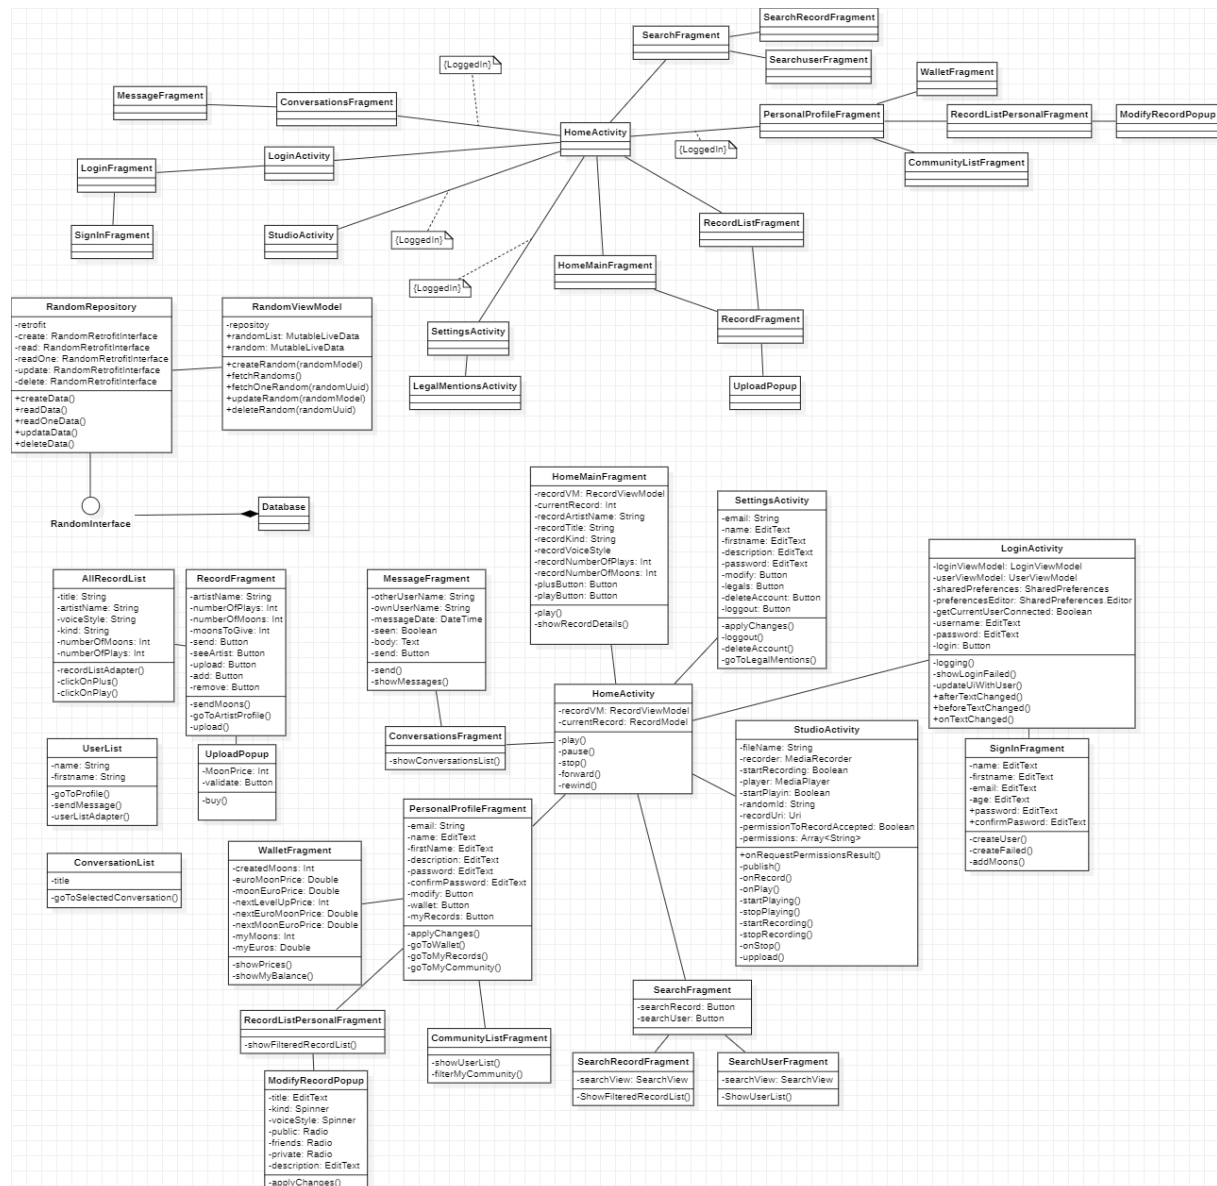 SearchRecordFragment
SearchFragment
SearchuserFragment
{LoggedIn}
WalletFragment
MessageFragment
ConversationsFragment
PersonalProfileFragment
RecordListPersonalFragment
ModifyRecordPopup
HomeActivity
{LoggedIn}
CommunityListFragment
LoginActivity
LoginFragment
SignInFragment
StudioActivity
{LoggedIn}
RecordListFragment
HomeMainFragment
{LoggedIn}
RecordFragment
SettingsActivity
LegalMentionsActivity
UploadPopup
RandomRepository
-retrofit
-create: RandomRetrofitInterface
-read: RandomRetrofitInterface
-readOne: RandomRetrofitInterface
-update: RandomRetrofitInterface
-delete: RandomRetrofitInterface
+createData()
+readData()
+readOneData()
+updataData()
+deleteData()
RandomViewModel
-repositoy
+randomList: MutableLiveData
+random: MutableLiveData
+createRandom(randomModel)
+fetchRandoms()
+fetchOneRandom(randomUuid)
+updateRandom(randomModel)
+deleteRandom(randomUuid)
RandomInterface
Database
HomeMainFragment
-recordVM: RecordViewModel
-currentRecord: Int
-recordArtistName: String
-recordTitle: String
-recordKind: String
-recordVoiceStyle
-recordNumberOfPlays: Int
-recordNumberOfMoons: Int
-plusButton: Button
-playButton: Button
-play()
-showRecordDetails()
SettingsActivity
-email: String
-name: EditText
-firstname: EditText
-description: EditText
-password: EditText
-modify: Button
-legals: Button
-deleteAccount: Button
-loggout: Button
-applyChanges()
-loggout()
-deleteAccount()
-goToLegalMentions()
LoginActivity
-loginViewModel: LoginViewModel
-userViewModel: UserViewModel
-sharedPreferences: SharedPreferences
-preferencesEditor: SharedPreferences.Editor
-getCurrentUserConnected: Boolean
-username: EditText
-password: EditText
-login: Button
-logging()
-showLoginFailed()
-updateUiWithUser()
+afterTextChanged()
+beforeTextChanged()
+onTextChanged()
AllRecordList
-title: String
-artistName: String
-voiceStyle: String
-kind: String
-numberOfMoons: Int
-numberOfPlays: Int
-recordListAdapter()
-clickOnPlus()
-clickOnPlay()
RecordFragment
-artistName: String
-numberOfPlays: Int
-numberOfMoons: Int
-moonsToGive: Int
-send: Button
-seeArtist: Button
-upload: Button
-add: Button
-remove: Button
-sendMoons()
-goToArtistProfile()
-upload()
MessageFragment
-otherUserName: String
-ownUserName: String
-messageDate: DateTime
-seen: Boolean
-body: Text
-send: Button
-send()
-showMessages()
HomeActivity
-recordVM: RecordViewModel
-currentRecord: RecordModel
-play()
-pause()
-stop()
-forward()
-rewind()
ConversationsFragment
-showConversationsList()
StudioActivity
-fileName: String
-recorder: MediaRecorder
-startRecording: Boolean
-player: MediaPlayer
-startPlayin: Boolean
-randomId: String
-recordUri: Uri
-permissionToRecordAccepted: Boolean
-permissions: Array<String>
+onRequestPermissionsResult()
-publish()
-onRecord()
-onPlay()
-startPlaying()
-stopPlaying()
-startRecording()
-stopRecording()
-onStop()
-uppload()
SignInFragment
-name: EditText
-firstname: EditText
-email: EditText
-age: EditText
+password: EditText
+confirmPasword: EditText
-createUser()
-createFailed()
-addMoons()
UserList
-name: String
-firstname: String
-goToProfile()
-sendMessage()
-userListAdapter()
UploadPopup
-MoonPrice: Int
-validate: Button
-buy()
PersonalProfileFragment
-email: String
-name: EditText
-firstName: EditText
-description: EditText
-password: EditText
-confirmPassword: EditText
-modify: Button
-wallet: Button
-myRecords: Button
-applyChanges()
-goToWallet()
-goToMyRecords()
-goToMyCommunity()
WalletFragment
-createdMoons: Int
-euroMoonPrice: Double
-moonEuroPrice: Double
-nextLevelUpPrice: Int
-nextEuroMoonPrice: Double
-nextMoonEuroPrice: Double
-myMoons: Int
-myEuros: Double
-showPrices()
-showMyBalance()
ConversationList
-title
-goToSelectedConversation()
SearchFragment
-searchRecord: Button
-searchUser: Button
RecordListPersonalFragment
-showFilteredRecordList()
CommunityListFragment
-showUserList()
-filterMyCommunity()
SearchRecordFragment
-searchView: SearchView
-ShowFilteredRecordList()
SearchUserFragment
-searchView: SearchView
-ShowUserList()
ModifyRecordPopup
-title: EditText
-kind: Spinner
-voiceStyle: Spinner
-public: Radio
-friends: Radio
-private: Radio
-description: EditText
-applyChanges()